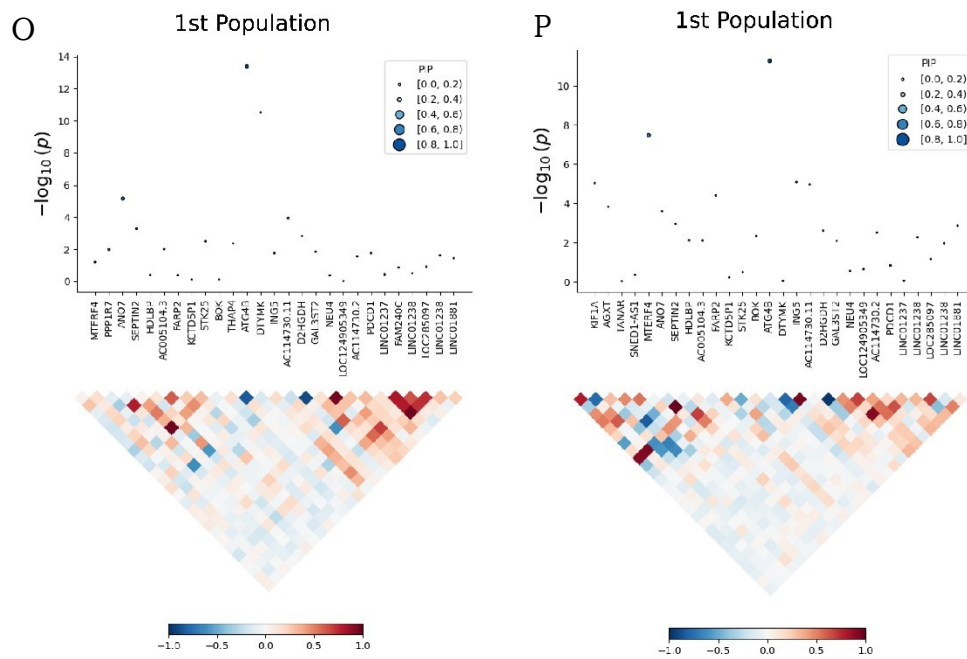 O
1st Population
−log₁₀(p)
14
12
10
8
6
4
2
0
PIP
[0.0, 0.2)
[0.2, 0.4)
[0.4, 0.6)
[0.6, 0.8)
[0.8, 1.0]
MTERF4
PPP1R7
ANO7
SEPTIN2
HDLBP
AC005104.3
FARP2
KCTD5P1
STK25
BOK
THAP4
ATG4B
DTYMK
ING5
AC114730.11
D2HGDH
GAL3ST2
NEU4
LOC124905349
AC114730.2
PDCD1
LINC01237
FAM240C
LINC01238
LOC285097
LINC01238
LINC01881
−1.0 −0.5 0.0 0.5 1.0
P
1st Population
−log₁₀(p)
10
8
6
4
2
0
PIP
[0.0, 0.2)
[0.2, 0.4)
[0.4, 0.6)
[0.6, 0.8)
[0.8, 1.0]
KIF1A
AGXT
SNED1-AS1
MTERF4
ANO7
SEPTIN2
HDLBP
AC005104.3
FARP2
KCTD5P1
STK25
BOK
ATG4B
DTYMK
ING5
AC114730.11
D2HGDH
GAL3ST2
NEU4
LOC124905349
AC114730.2
PDCD1
LINC01237
LINC01238
LOC285097
LINC01238
LINC01881
−1.0 −0.5 0.0 0.5 1.0